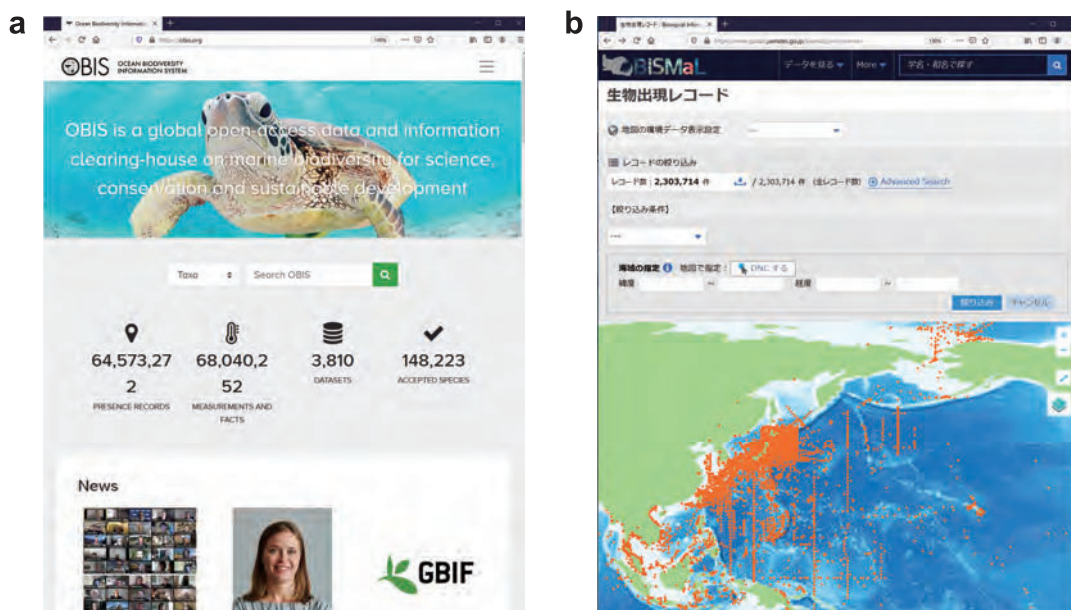 a
Ocean Biodiversity Informatio
https://obis.org
OBIS OCEAN BIODIVERSITY
INFORMATION SYSTEM
OBIS is a global open-access data and information
clearing-house on marine biodiversity for science,
conservation and sustainable development
Taxa
Search OBIS
64,573,27
2
PRESENCE RECORDS
68,040,2
52
MEASUREMENTS AND
FACTS
3,810
DATASETS
148,223
ACCEPTED SPECIES
News
GBIF
b
BiSMaL
データを見る
More
学名・和名で探す
生物出現レコード
地図の環境データ表示設定
---
レコードの絞り込み
レコード数 2,303,714 件 / 2,303,714 件 (全レコード数) Advanced Search
【絞り込み条件】
----
海域の指定 地図で指定: ONにする
緯度 ~ 経度 ~
絞り込み キャンセル